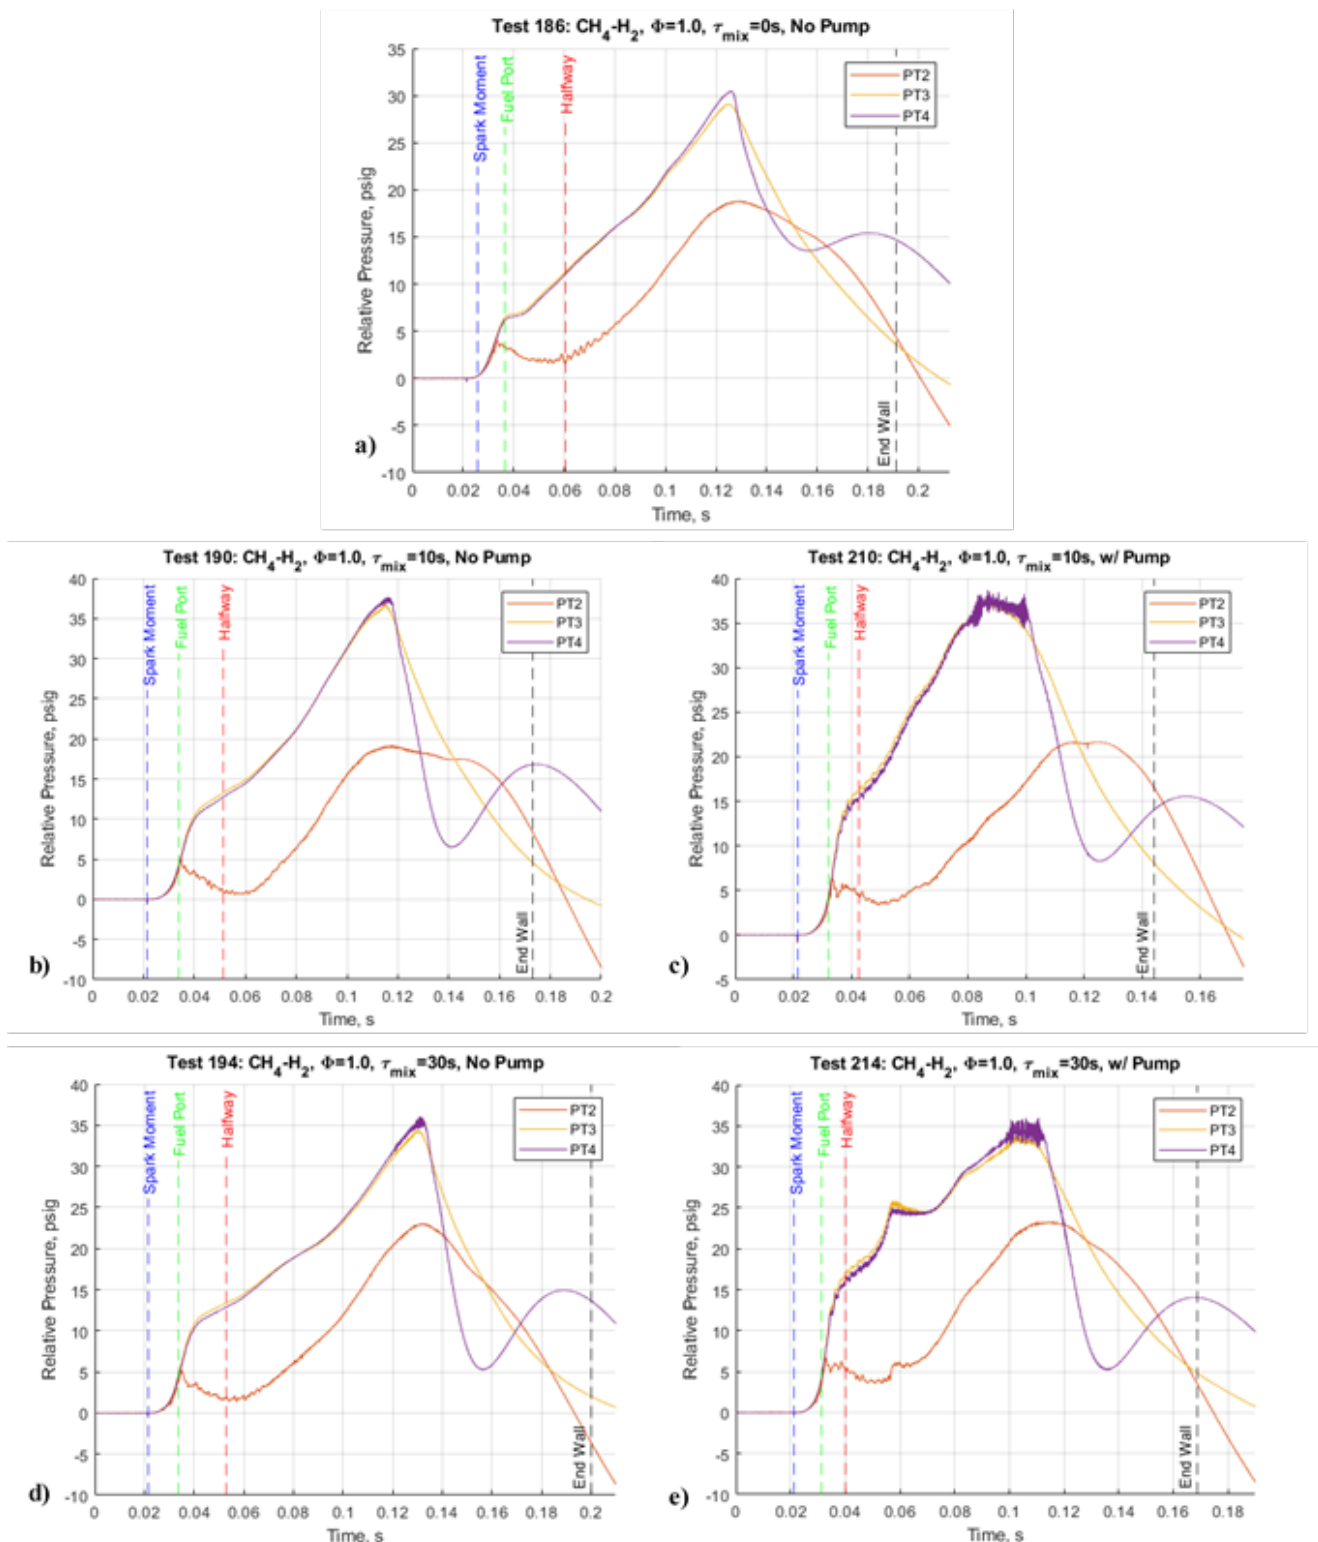 Test 186: CH4-H2, Φ=1.0, τmix=0s, No Pump
35
30
25
20
15
10
5
0
-5
-10
Relative Pressure, psig
Spark Moment
Fuel Port
Halfway
End Wall
PT2
PT3
PT4
a)
0 0.02 0.04 0.06 0.08 0.1 0.12 0.14 0.16 0.18 0.2
Time, s
Test 190: CH4-H2, Φ=1.0, τmix=10s, No Pump
40
35
30
25
20
15
10
5
0
-5
-10
Relative Pressure, psig
Spark Moment
Fuel Port
Halfway
End Wall
PT2
PT3
PT4
b)
0 0.02 0.04 0.06 0.08 0.1 0.12 0.14 0.16 0.18 0.2
Time, s
Test 210: CH4-H2, Φ=1.0, τmix=10s, w/ Pump
40
35
30
25
20
15
10
5
0
-5
Relative Pressure, psig
Spark Moment
Fuel Port
Halfway
End Wall
PT2
PT3
PT4
c)
0 0.02 0.04 0.06 0.08 0.1 0.12 0.14 0.16
Time, s
Test 194: CH4-H2, Φ=1.0, τmix=30s, No Pump
40
35
30
25
20
15
10
5
0
-5
-10
Relative Pressure, psig
Spark Moment
Fuel Port
Halfway
End Wall
PT2
PT3
PT4
d)
0 0.02 0.04 0.06 0.08 0.1 0.12 0.14 0.16 0.18 0.2
Time, s
Test 214: CH4-H2, Φ=1.0, τmix=30s, w/ Pump
40
35
30
25
20
15
10
5
0
-5
-10
Relative Pressure, psig
Spark Moment
Fuel Port
Halfway
End Wall
PT2
PT3
PT4
e)
0 0.02 0.04 0.06 0.08 0.1 0.12 0.14 0.16 0.18
Time, s